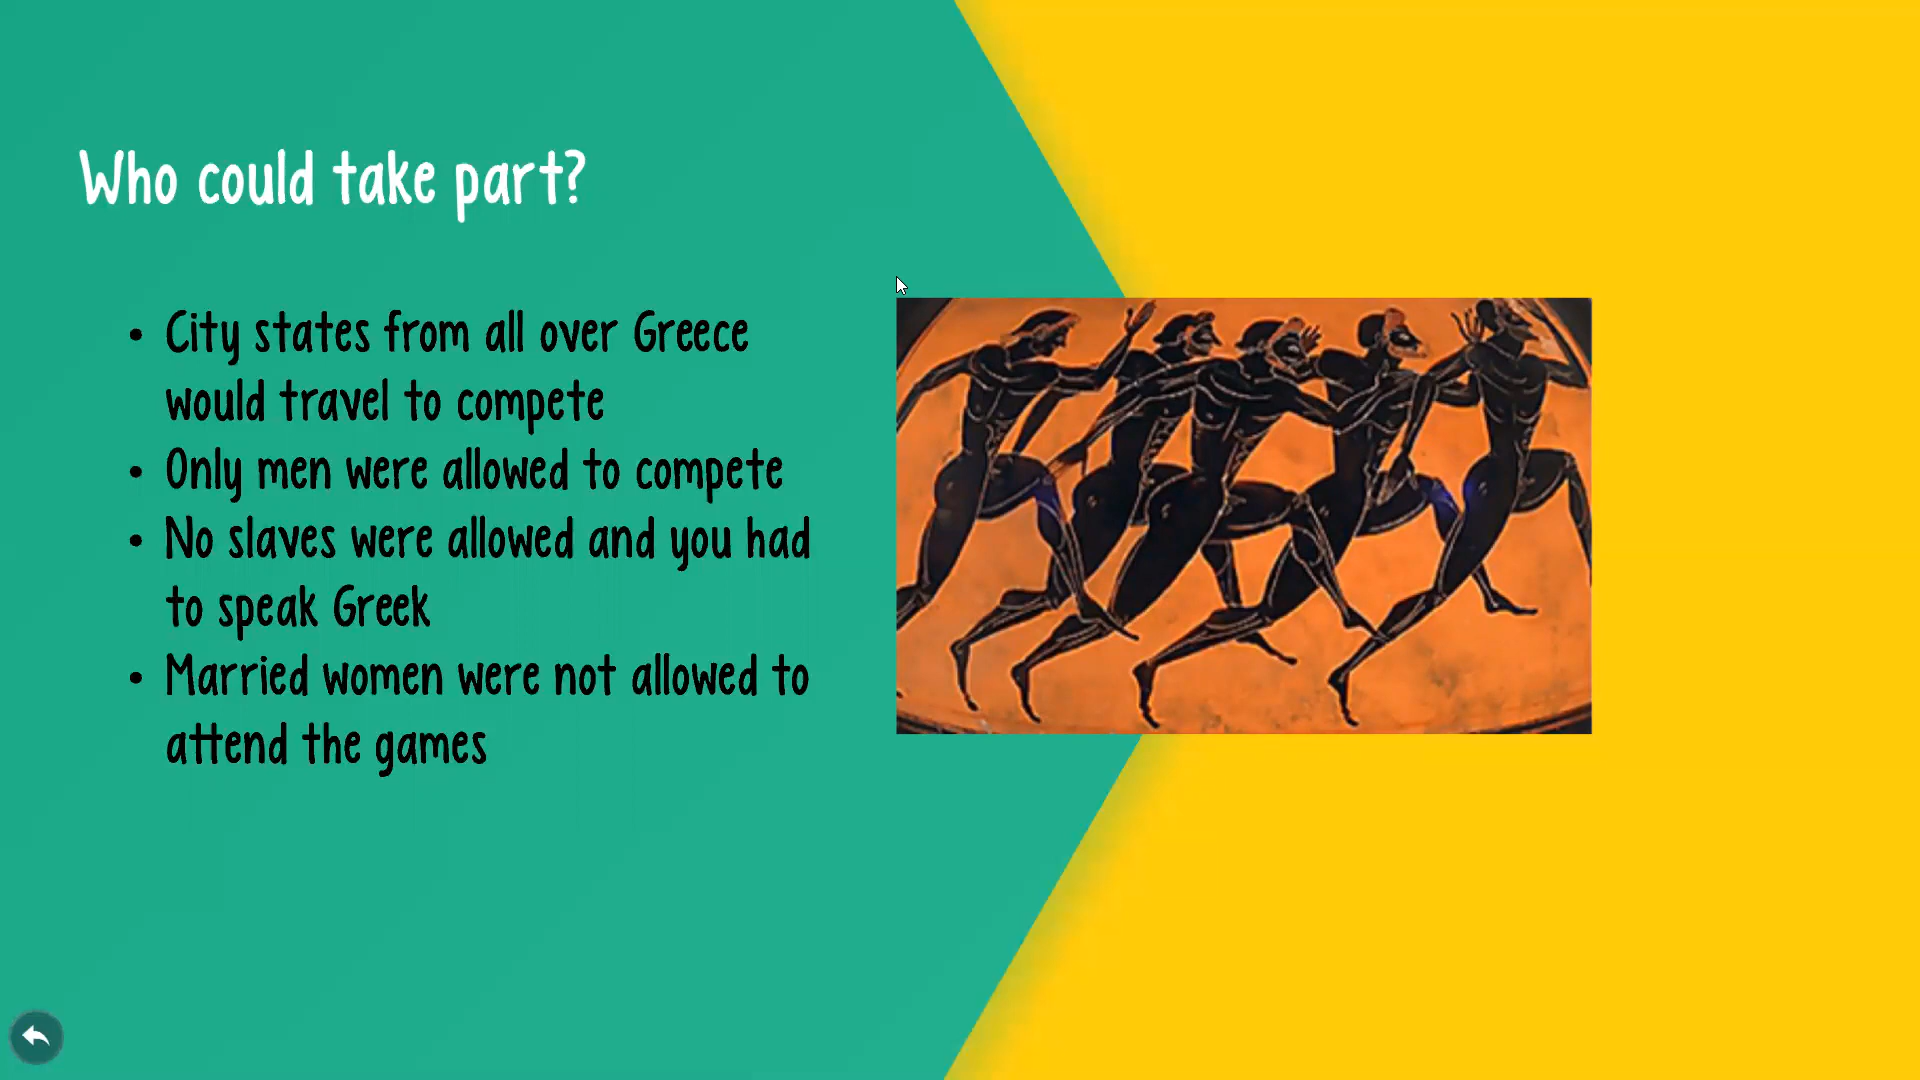 Who could take part?
• City states from all over Greece
would travel to compete
• Only men were allowed to compete
• No slaves were allowed and you had
to speak Greek
• Married women were not allowed to
attend the games